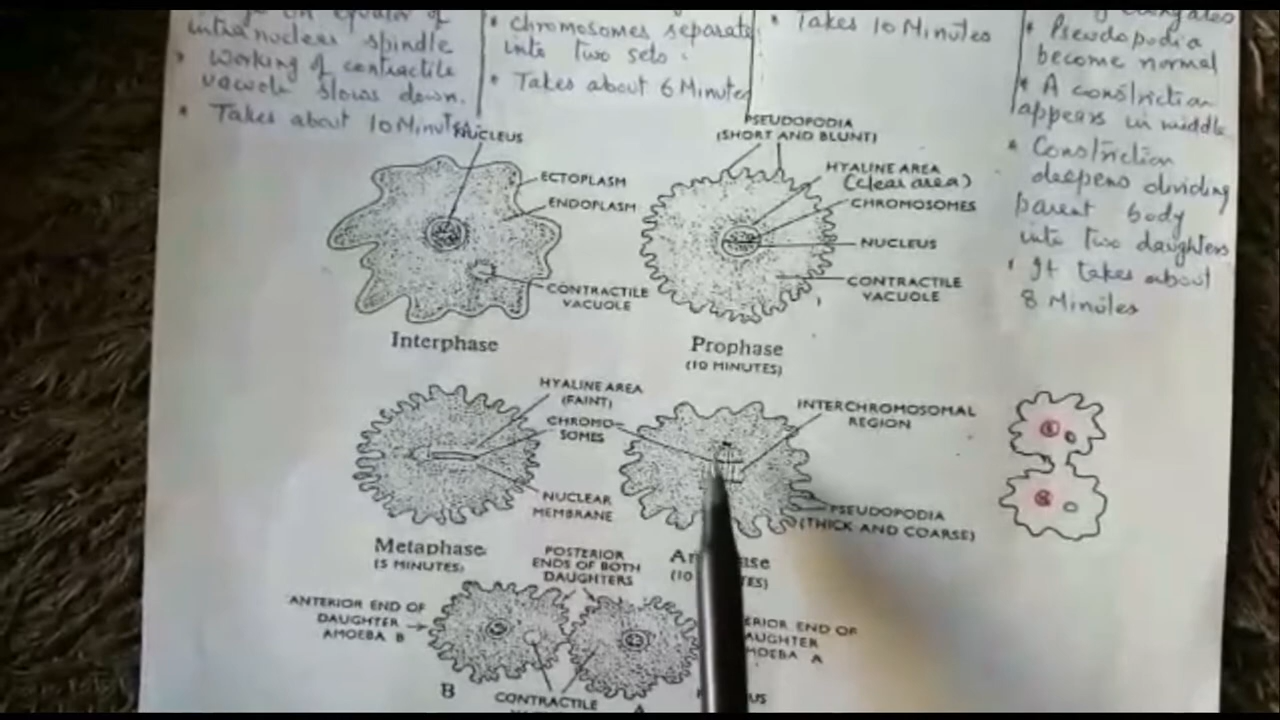 intranuclear spindle
• Working of contractile
vacuole slows down.
• Takes about 10 Minutes
• Chromosomes separate
into two sets.
• Takes about 6 Minutes
• Takes 10 Minutes
• Pseudopodia
become normal
• A constriction
appears in middle
• Constriction
deepens dividing
parent body
into two daughters
• It takes about
8 Minutes
NUCLEUS
ECTOPLASM
ENDOPLASM
CONTRACTILE
VACUOLE
Interphase
PSEUDOPODIA
(SHORT AND BLUNT)
HYALINE AREA
(clear area)
CHROMOSOMES
NUCLEUS
CONTRACTILE
VACUOLE
Prophase
(10 MINUTES)
HYALINE AREA
(FAINT)
CHROMO-
SOMES
NUCLEAR
MEMBRANE
Metaphase
(5 MINUTES)
INTERCHROMOSOMAL
REGION
PSEUDOPODIA
(THICK AND COARSE)
POSTERIOR
ENDS OF BOTH
DAUGHTERS
ANTERIOR END OF
DAUGHTER
AMOEBA B
END OF
A
B
CONTRACTILE
A